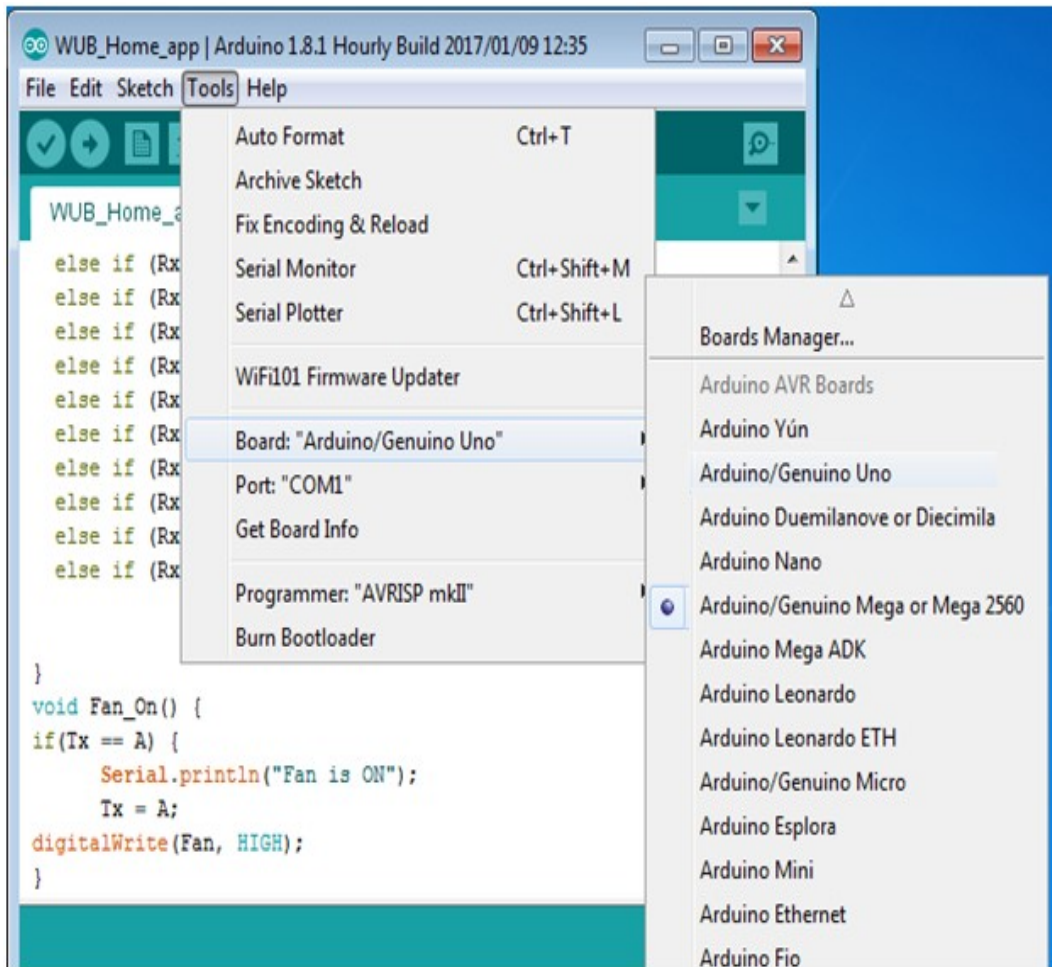 WUB_Home_app | Arduino 1.8.1 Hourly Build 2017/01/09 12:35
File Edit Sketch Tools Help
WUB_Home_a
Auto Format Ctrl+T
Archive Sketch
Fix Encoding & Reload
Serial Monitor Ctrl+Shift+M
Serial Plotter Ctrl+Shift+L
WiFi101 Firmware Updater
Board: "Arduino/Genuino Uno"
Port: "COM1"
Get Board Info
Programmer: "AVRISP mkII"
Burn Bootloader
Boards Manager...
Arduino AVR Boards
Arduino Yún
Arduino/Genuino Uno
Arduino Duemilanove or Diecimila
Arduino Nano
Arduino/Genuino Mega or Mega 2560
Arduino Mega ADK
Arduino Leonardo
Arduino Leonardo ETH
Arduino/Genuino Micro
Arduino Esplora
Arduino Mini
Arduino Ethernet
Arduino Fio
else if (Rx
else if (Rx
else if (Rx
else if (Rx
else if (Rx
else if (Rx
else if (Rx
else if (Rx
else if (Rx
else if (Rx
}
void Fan_On() {
if(Tx == A) {
Serial.println("Fan is ON");
Tx = A;
digitalWrite(Fan, HIGH);
}